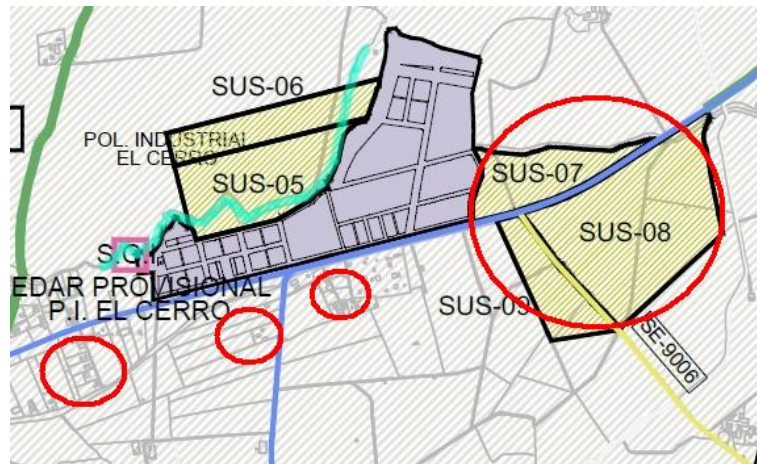 SUS-06
POL. INDUSTRIAL
EL CERRO
SUS-05
SUS-07
SUS-08
EDAR PROVISIONAL
P.I. EL CERRO
SUS-09
SE-9006